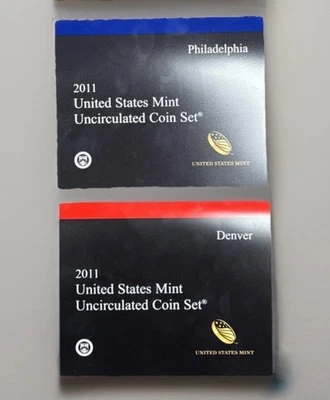 Philadelphia
2011
United States Mint
Uncirculated Coin Set®
UNITED STATES MINT
Denver
2011
United States Mint
Uncirculated Coin Set®
UNITED STATES MINT